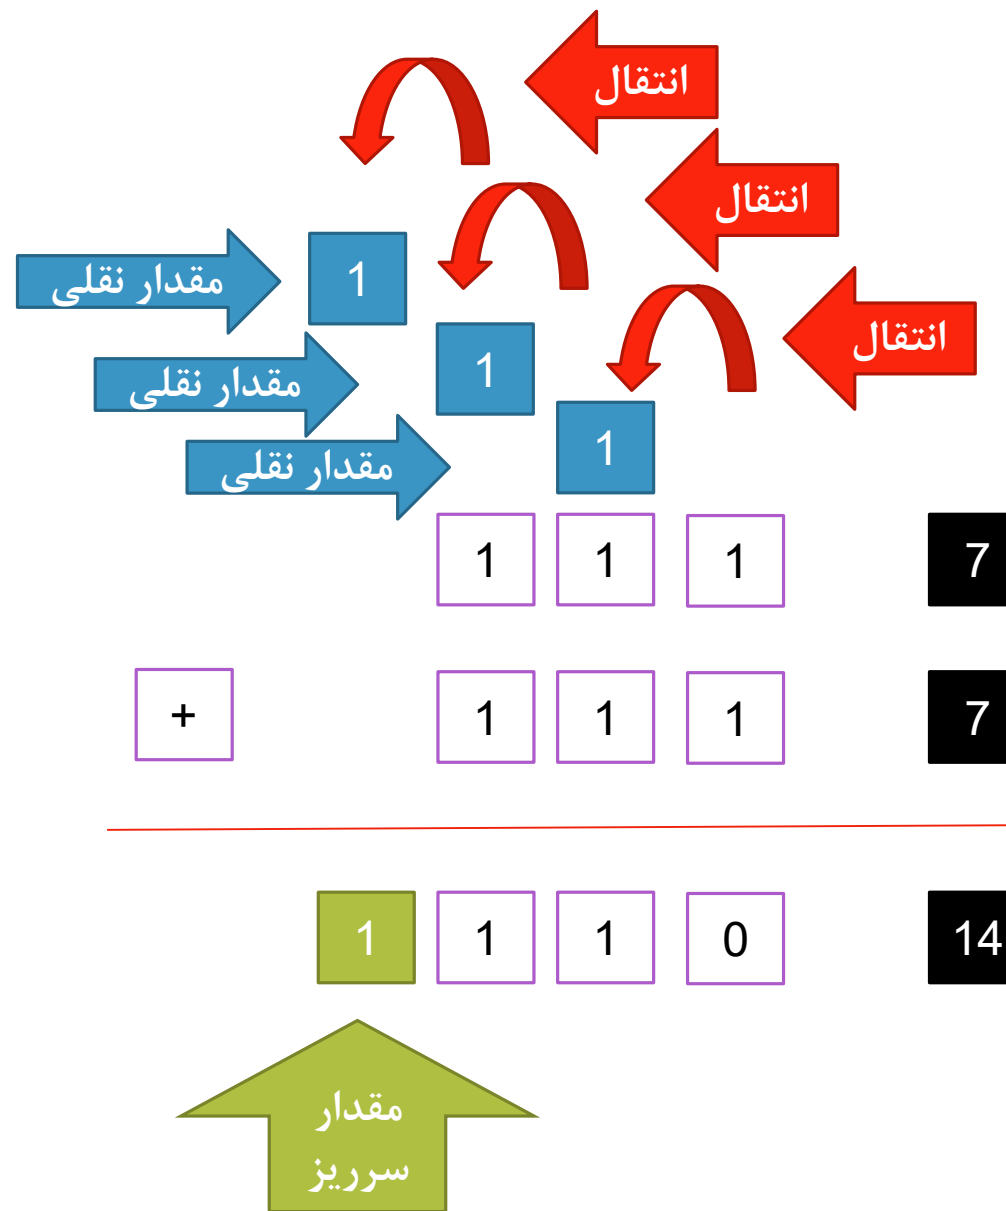 انتقال
انتقال
مقدار نقلی
1
انتقال
مقدار نقلی
1
مقدار نقلی
1
1 1 1 7
+ 1 1 1 7
1 1 1 0 14
مقدار
سرریز